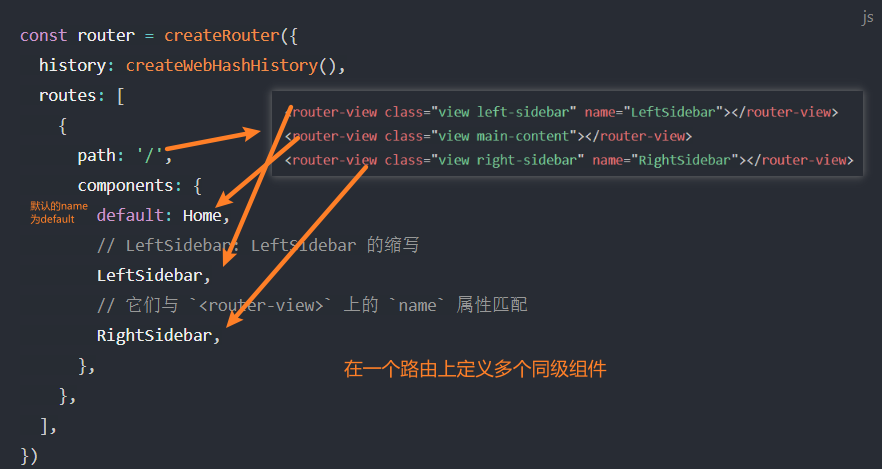 js
const router = createRouter({
history: createWebHashHistory(),
routes: [
{
<router-view class="view left-sidebar" name="LeftSidebar"></router-view>
<router-view class="view main-content"></router-view>
<router-view class="view right-sidebar" name="RightSidebar"></router-view>
path: '/',
components: {
默认的name
为default
default: Home,
// LeftSidebar: LeftSidebar 的缩写
LeftSidebar,
// 它们与 `<router-view>` 上的 `name` 属性匹配
RightSidebar,
},
在一个路由上定义多个同级组件
},
],
})